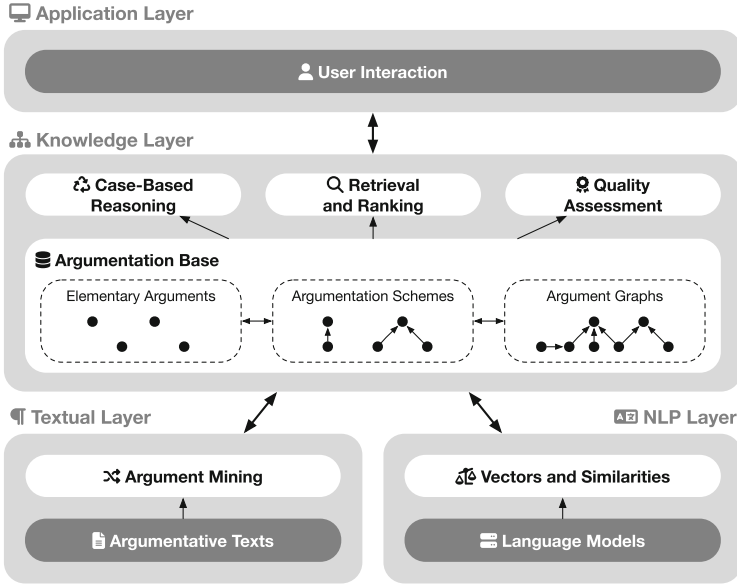 Application Layer
User Interaction
Knowledge Layer
Case-Based
Reasoning
Retrieval
and Ranking
Quality
Assessment
Argumentation Base
Elementary Arguments
Argumentation Schemes
Argument Graphs
Textual Layer
Argument Mining
Argumentative Texts
NLP Layer
Vectors and Similarities
Language Models